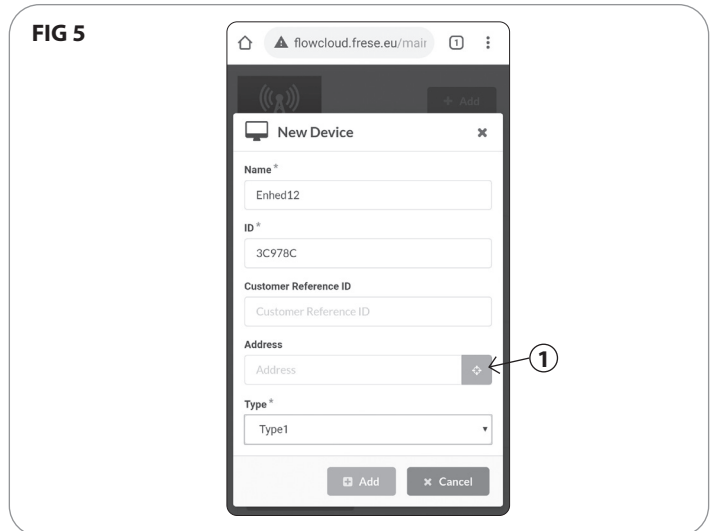 FIG 5
flowcloud.frese.eu/mair
1
+ Add
New Device
Name *
Enhed12
ID *
3C978C
Customer Reference ID
Customer Reference ID
Address
Address
1
Type *
Type1
Add
Cancel